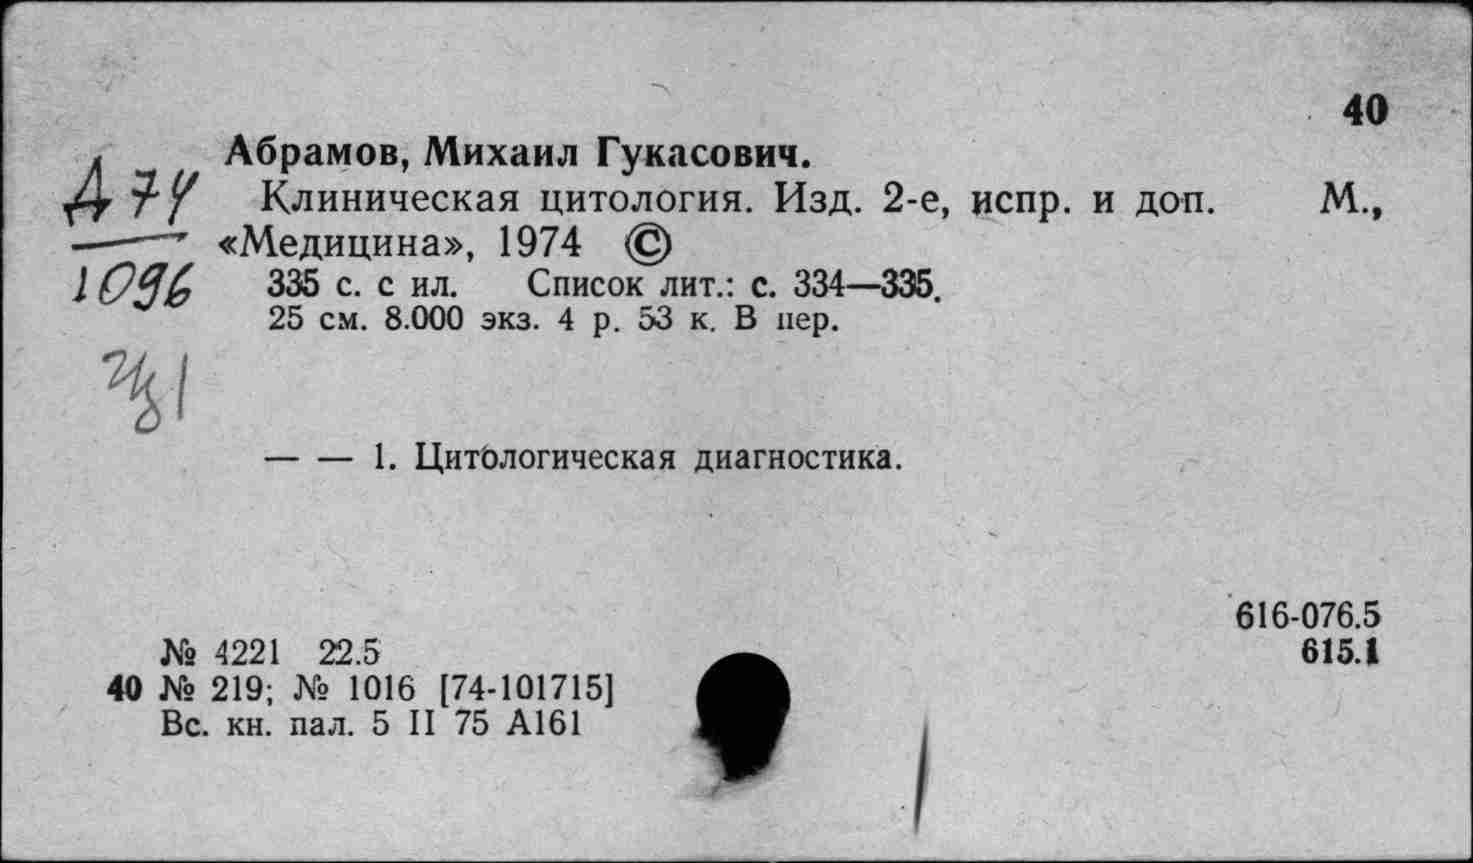 40
Абрамов, Михаил Гукасович.
Д 74
Клиническая цитология. Изд. 2-е, испр. и доп. М.,
«Медицина», 1974 ©
1096
335 с. с ил. Список лит.: с. 334—335.
25 см. 8.000 экз. 4 р. 53 к. В пер.
— — 1. Цитологическая диагностика.
616-076.5
№ 4221 22.5 615.1
40 № 219; № 1016 [74-101715]
Вс. кн. пал. 5 II 75 А161